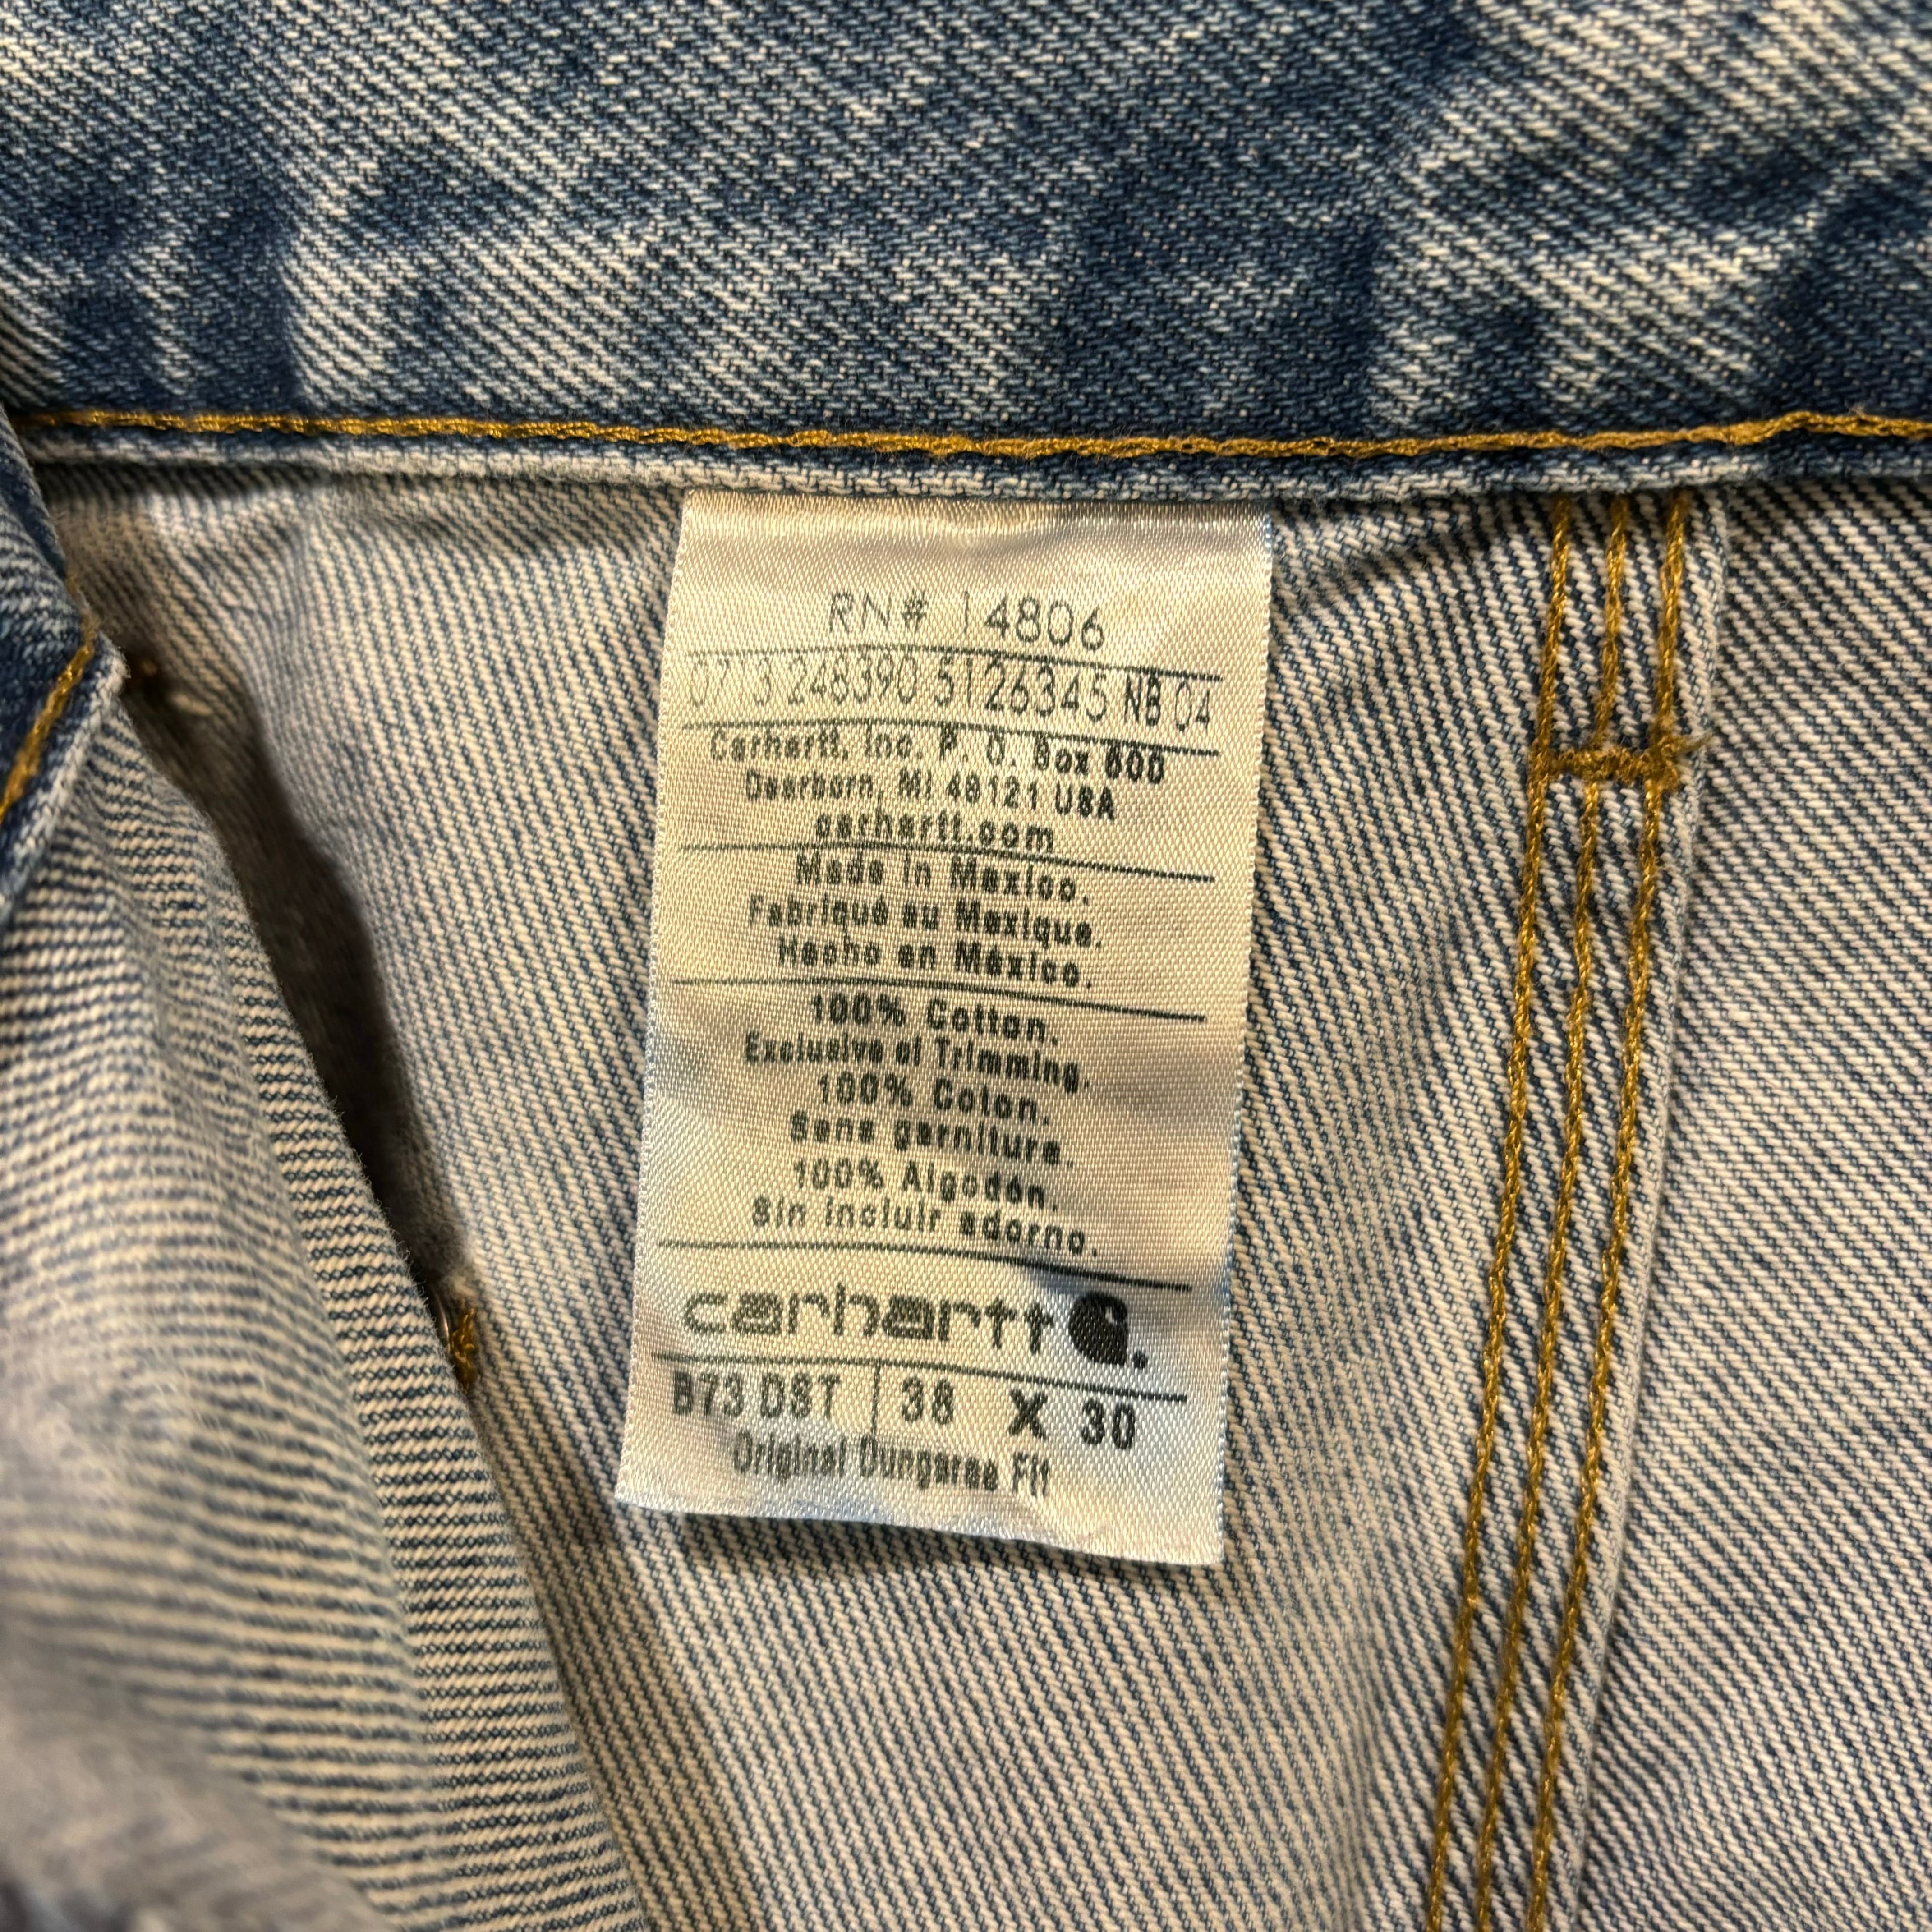 RN# 14806
0713 248390 5126345 NB 04
Carhartt, Inc. P. O. Box 600
Dearborn, MI 48121 USA
carhartt.com
Made in Mexico.
Fabriqué au Mexique.
Hecho en México.
100% Cotton.
Exclusive of Trimming.
100% Coton.
Sans garniture.
100% Algodón.
Sin incluir adorno.
carhartt
B73 DST 38 X 30
Original Dungaree Fit